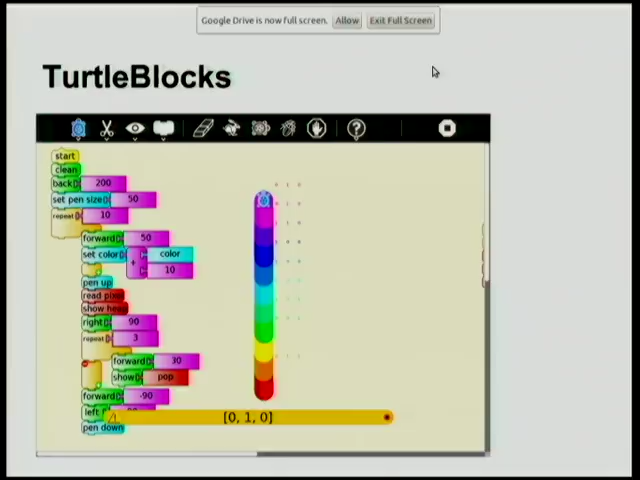 Google Drive is now full screen. Allow Exit Full Screen
TurtleBlocks
start
clean
back 200
set pen size 50
repeat 10
forward 50
set color + color
10
pen up
read pixel
show
right 90
repeat 3
forward 30
show pop
forward -90
left
[0, 1, 0]
pen down